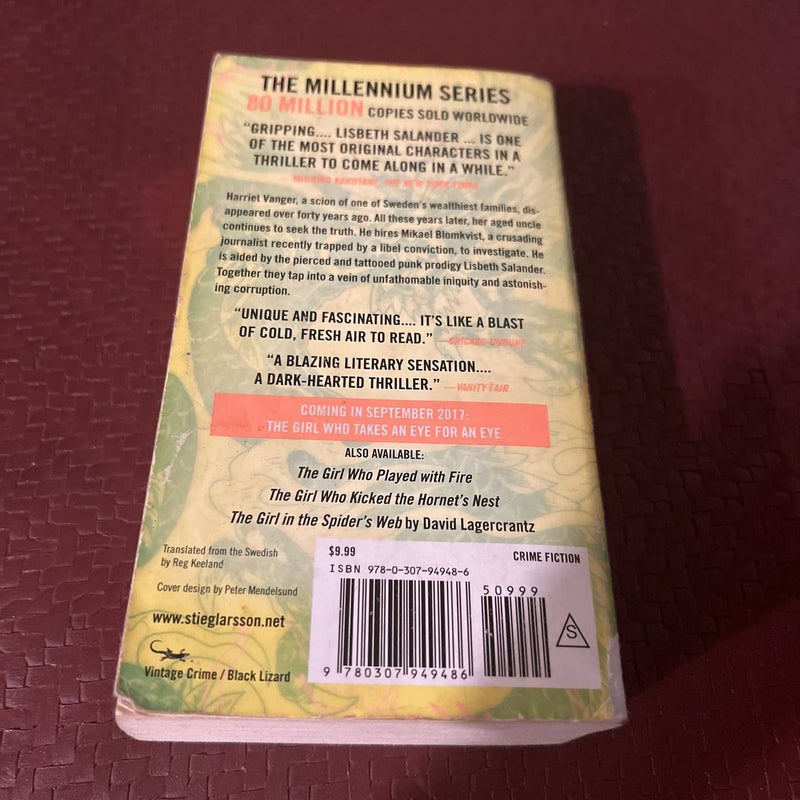 THE MILLENNIUM SERIES
80 MILLION COPIES SOLD WORLDWIDE
"GRIPPING.... LISBETH SALANDER ... IS ONE
OF THE MOST ORIGINAL CHARACTERS IN A
THRILLER TO COME ALONG IN A WHILE."
MICHIKO KAKUTANI, THE NEW YORK TIMES
Harriet Vanger, a scion of one of Sweden's wealthiest families, dis-
appeared over forty years ago. All these years later, her aged uncle
continues to seek the truth. He hires Mikael Blomkvist, a crusading
journalist recently trapped by a libel conviction, to investigate. He
is aided by the pierced and tattooed punk prodigy Lisbeth Salander.
Together they tap into a vein of unfathomable iniquity and astonish-
ing corruption.
"UNIQUE AND FASCINATING.... IT'S LIKE A BLAST
OF COLD, FRESH AIR TO READ." —CHICAGO TRIBUNE
"A BLAZING LITERARY SENSATION....
A DARK-HEARTED THRILLER." —VANITY FAIR
COMING IN SEPTEMBER 2017:
THE GIRL WHO TAKES AN EYE FOR AN EYE
ALSO AVAILABLE:
The Girl Who Played with Fire
The Girl Who Kicked the Hornet's Nest
The Girl in the Spider's Web by David Lagercrantz
Translated from the Swedish
by Reg Keeland
Cover design by Peter Mendelsund
www.stieglarsson.net
Vintage Crime / Black Lizard
$9.99 CRIME FICTION
ISBN 978-0-307-94948-6
50999
9 780307 949486
S